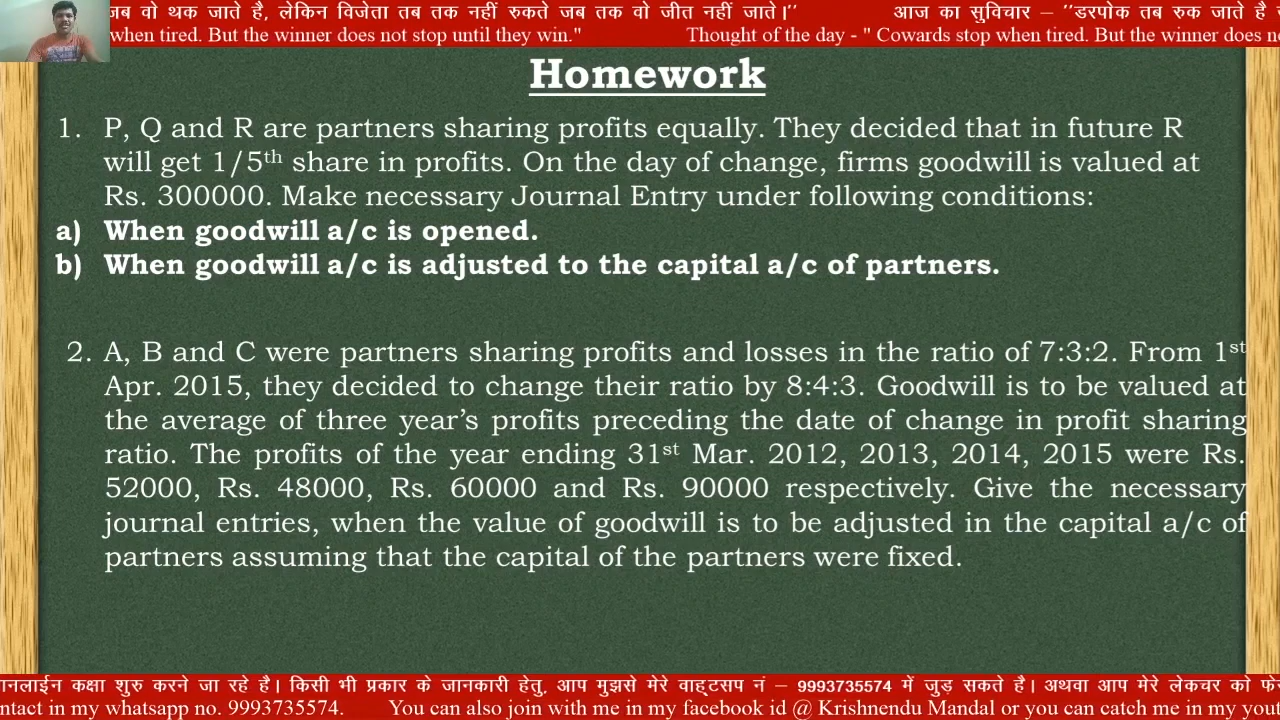 जब वो थक जाते है, लेकिन विजेता तब तक नहीं रुकते जब तक वो जीत नहीं जाते।'' आज का सुविचार – ''डरपोक तब रुक जाते है
when tired. But the winner does not stop until they win." Thought of the day - " Cowards stop when tired. But the winner does
Homework
1. P, Q and R are partners sharing profits equally. They decided that in future R
will get 1/5th share in profits. On the day of change, firms goodwill is valued at
Rs. 300000. Make necessary Journal Entry under following conditions:
a) When goodwill a/c is opened.
b) When goodwill a/c is adjusted to the capital a/c of partners.
2. A, B and C were partners sharing profits and losses in the ratio of 7:3:2. From 1st
Apr. 2015, they decided to change their ratio by 8:4:3. Goodwill is to be valued at
the average of three year's profits preceding the date of change in profit sharing
ratio. The profits of the year ending 31st Mar. 2012, 2013, 2014, 2015 were Rs.
52000, Rs. 48000, Rs. 60000 and Rs. 90000 respectively. Give the necessary
journal entries, when the value of goodwill is to be adjusted in the capital a/c of
partners assuming that the capital of the partners were fixed.
कक्षा शुरु करने जा रहे है। किसी भी प्रकार के जानकारी हेतु, आप मुझसे मेरे वाह्टसप नं – 9993735574 में जुड़ सकते है। अथवा आप मेरे लेकचर को
in my whatsapp no. 9993735574. You can also join with me in my facebook id @ Krishnendu Mandal or you can catch me in my